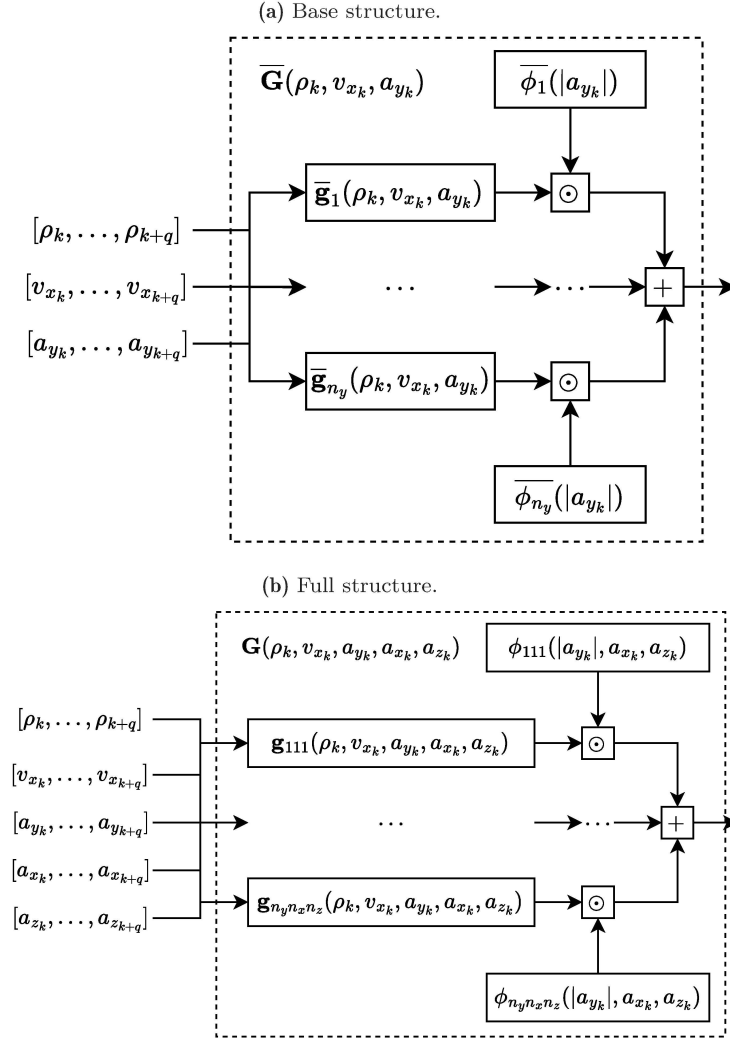 (a) Base structure.
G̅(ρ_k, v_{x_k}, a_{y_k})
ϕ̅_1(|a_{y_k}|)
g̅_1(ρ_k, v_{x_k}, a_{y_k})
⊙
[ρ_k, …, ρ_{k+q}]
[v_{x_k}, …, v_{x_{k+q}}]
…
…
+
[a_{y_k}, …, a_{y_{k+q}}]
g̅_{n_y}(ρ_k, v_{x_k}, a_{y_k})
⊙
ϕ̅_{n_y}(|a_{y_k}|)
(b) Full structure.
G(ρ_k, v_{x_k}, a_{y_k}, a_{x_k}, a_{z_k})
ϕ_{111}(|a_{y_k}|, a_{x_k}, a_{z_k})
[ρ_k, …, ρ_{k+q}]
g_{111}(ρ_k, v_{x_k}, a_{y_k}, a_{x_k}, a_{z_k})
⊙
[v_{x_k}, …, v_{x_{k+q}}]
[a_{y_k}, …, a_{y_{k+q}}]
…
…
+
[a_{x_k}, …, a_{x_{k+q}}]
[a_{z_k}, …, a_{z_{k+q}}]
g_{n_y n_x n_z}(ρ_k, v_{x_k}, a_{y_k}, a_{x_k}, a_{z_k})
⊙
ϕ_{n_y n_x n_z}(|a_{y_k}|, a_{x_k}, a_{z_k})